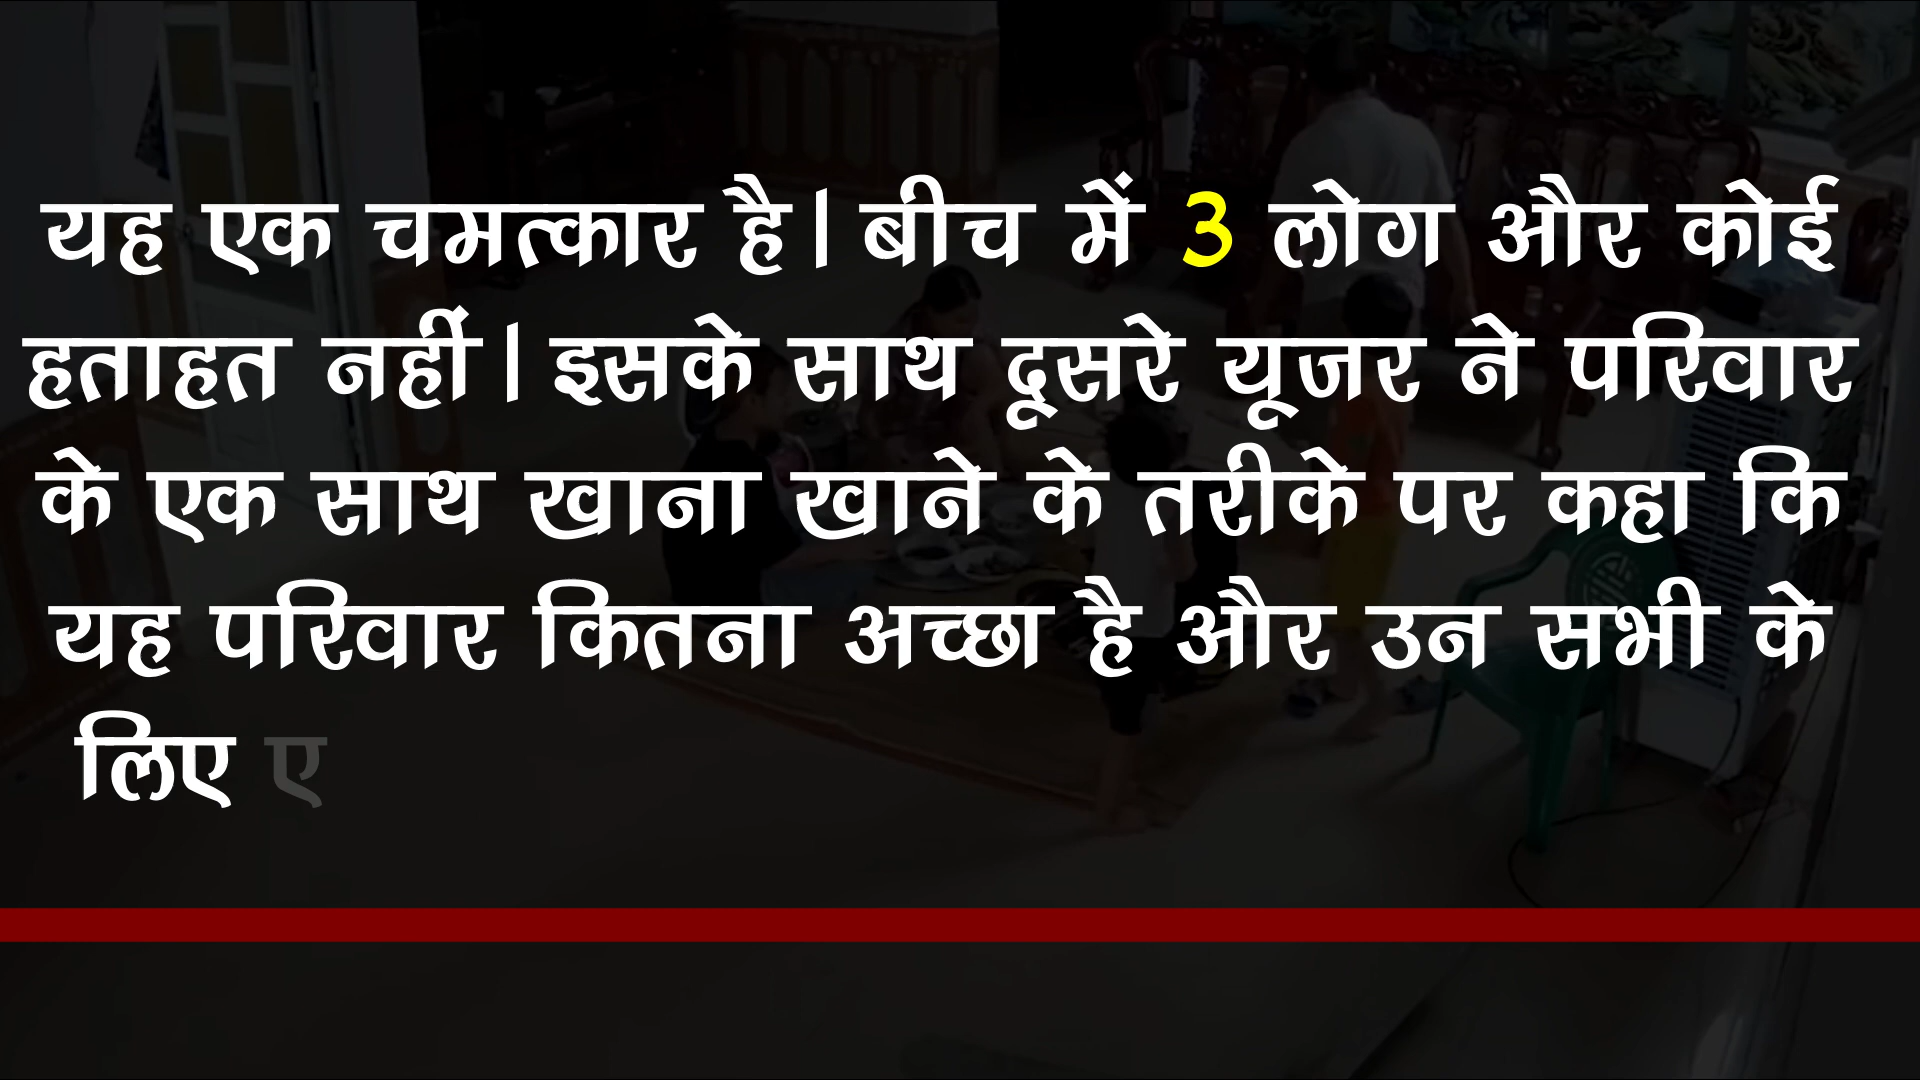 यह एक चमत्कार है। बीच में 3 लोग और कोई
हताहत नहीं। इसके साथ दूसरे यूजर ने परिवार
के एक साथ खाना खाने के तरीके पर कहा कि
यह परिवार कितना अच्छा है और उन सभी के
लिए ए